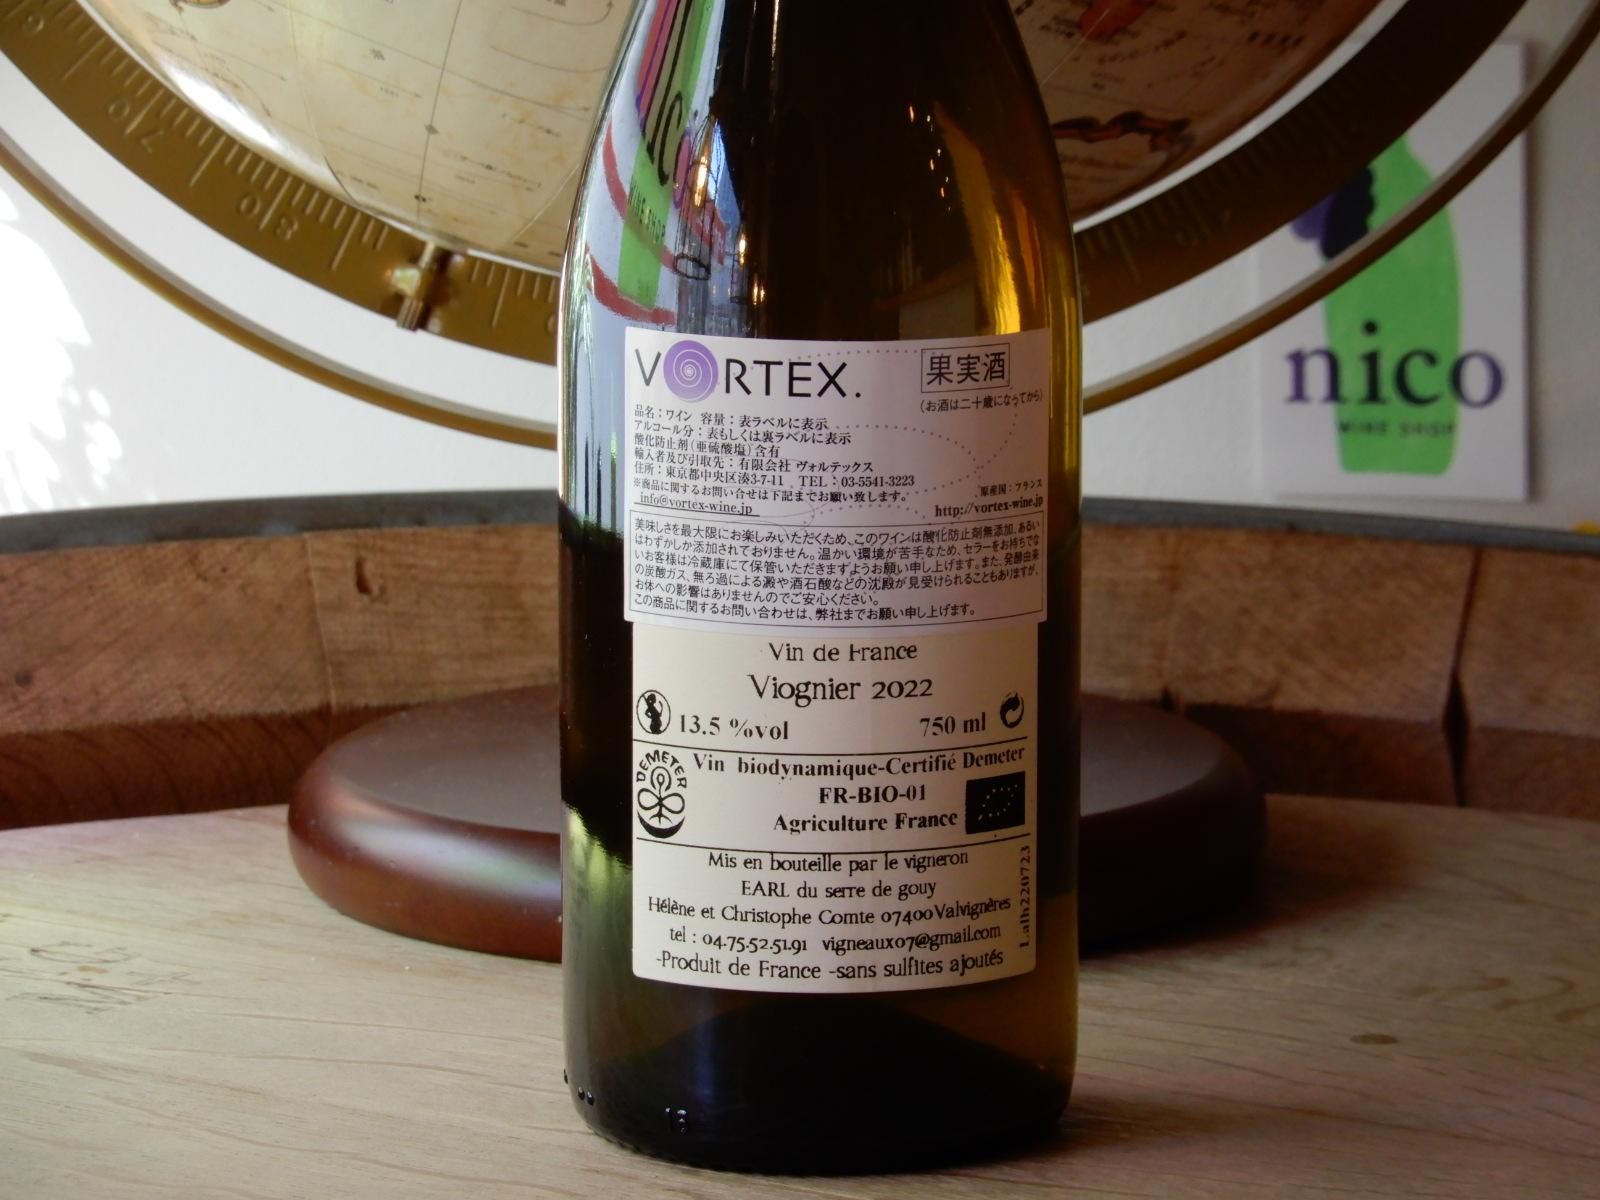 VORTEX.
果実酒
(お酒は二十歳になってから)
品名：ワイン 容量：表ラベルに表示
アルコール分：表もしくは裏ラベルに表示
酸化防止剤(亜硫酸塩)含有
輸入者及び引取先：有限会社 ヴォルテックス
住所：東京都中央区湊3-7-11 TEL：03-5541-3223
※商品に関するお問い合せは下記までお願い致します。
原産国：フランス
info@vortex-wine.jp
http://vortex-wine.jp
美味しさを最大限にお楽しみいただくため、このワインは酸化防止剤無添加、あるい
はわずかしか添加されておりません。温かい環境が苦手なため、セラーをお持ちでな
いお客様は冷蔵庫にて保管いただきますようお願い申し上げます。また、発酵由来
の炭酸ガス、無ろ過による澱や酒石酸などの沈殿が見受けられることもありますが、
お体への影響はありませんのでご安心ください。
この商品に関するお問い合わせは、弊社までお願い申し上げます。
Vin de France
Viognier 2022
13.5 %vol
750 ml
DEMETER
Vin biodynamique-Certifié Demeter
FR-BIO-01
Agriculture France
Mis en bouteille par le vigneron
EARL du serre de gouy
Hélène et Christophe Comte 07400 Valvignères
tel : 04.75.52.51.91 vigneaux07@gmail.com
-Produit de France -sans sulfites ajoutés
L.alh220723
nico
WINE SHOP